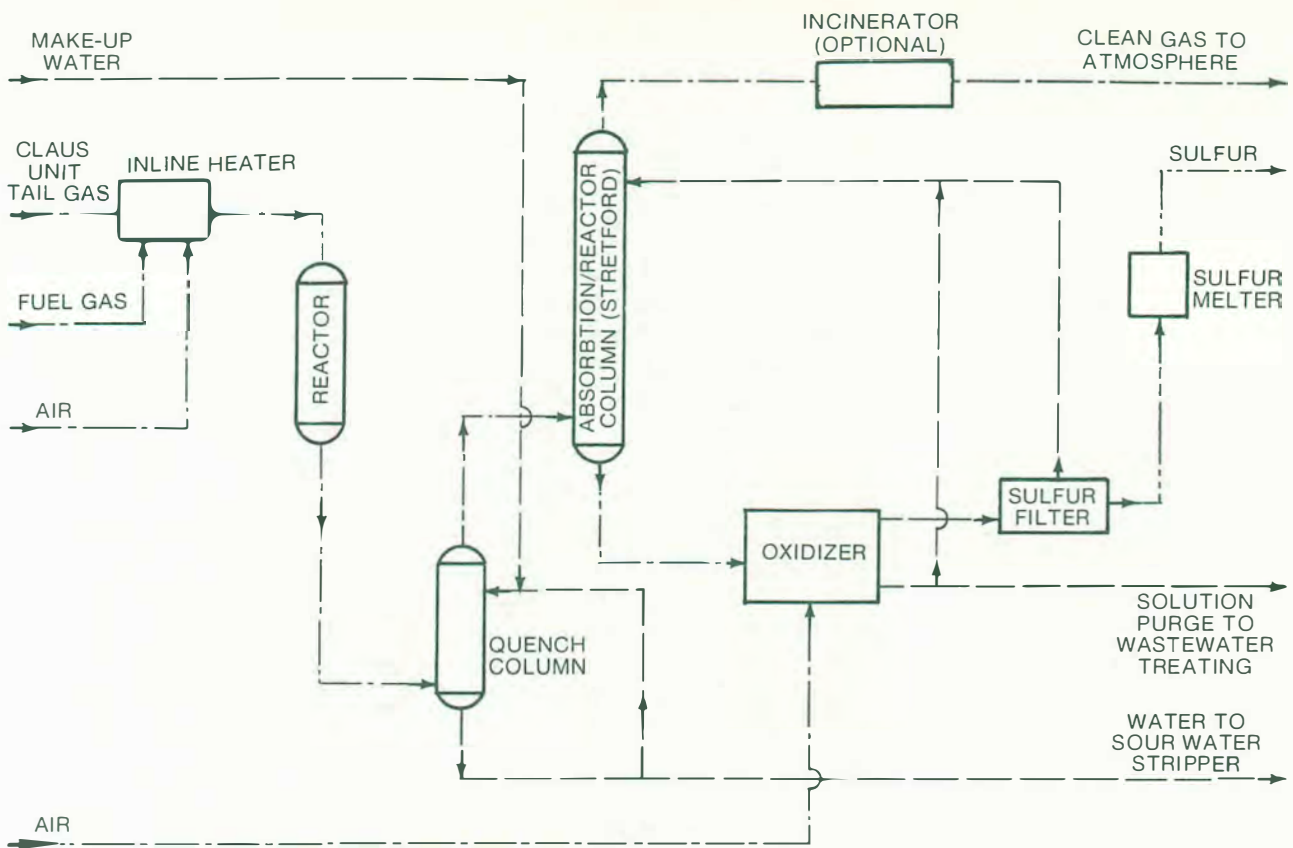 MAKE-UP
WATER
INCINERATOR
(OPTIONAL)
CLEAN GAS TO
ATMOSPHERE
CLAUS
UNIT
TAIL GAS
INLINE HEATER
SULFUR
FUEL GAS
REACTOR
ABSORBTION/REACTOR
COLUMN (STRETFORD)
SULFUR
MELTER
AIR
SULFUR
FILTER
OXIDIZER
QUENCH
COLUMN
SOLUTION
PURGE TO
WASTEWATER
TREATING
WATER TO
SOUR WATER
STRIPPER
AIR